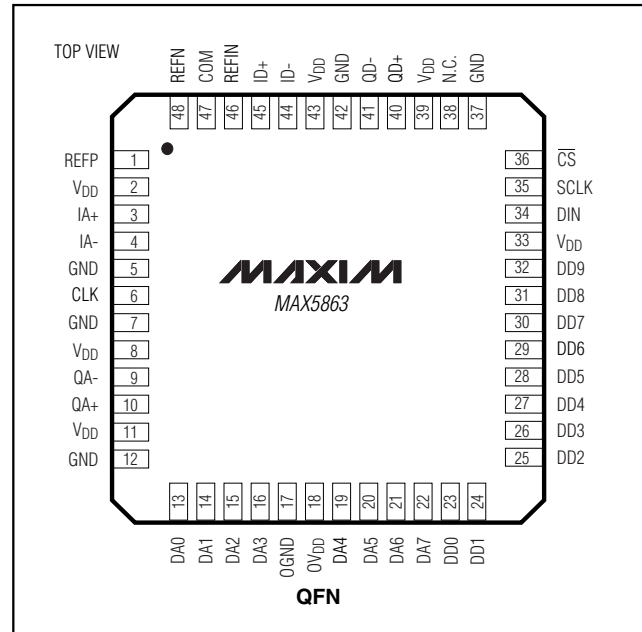 TOP VIEW
REFN COM REFIN ID+ ID- VDD GND QD- QD+ VDD N.C. GND
48 47 46 45 44 43 42 41 40 39 38 37
REFP 1
VDD 2
IA+ 3
IA- 4
GND 5
CLK 6
GND 7
VDD 8
QA- 9
QA+ 10
VDD 11
GND 12
MAXIM
MAX5863
36 C̅S̅
35 SCLK
34 DIN
33 VDD
32 DD9
31 DD8
30 DD7
29 DD6
28 DD5
27 DD4
26 DD3
25 DD2
13 14 15 16 17 18 19 20 21 22 23 24
DA0 DA1 DA2 DA3 OGND OVDD DA4 DA5 DA6 DA7 DD0 DD1
QFN